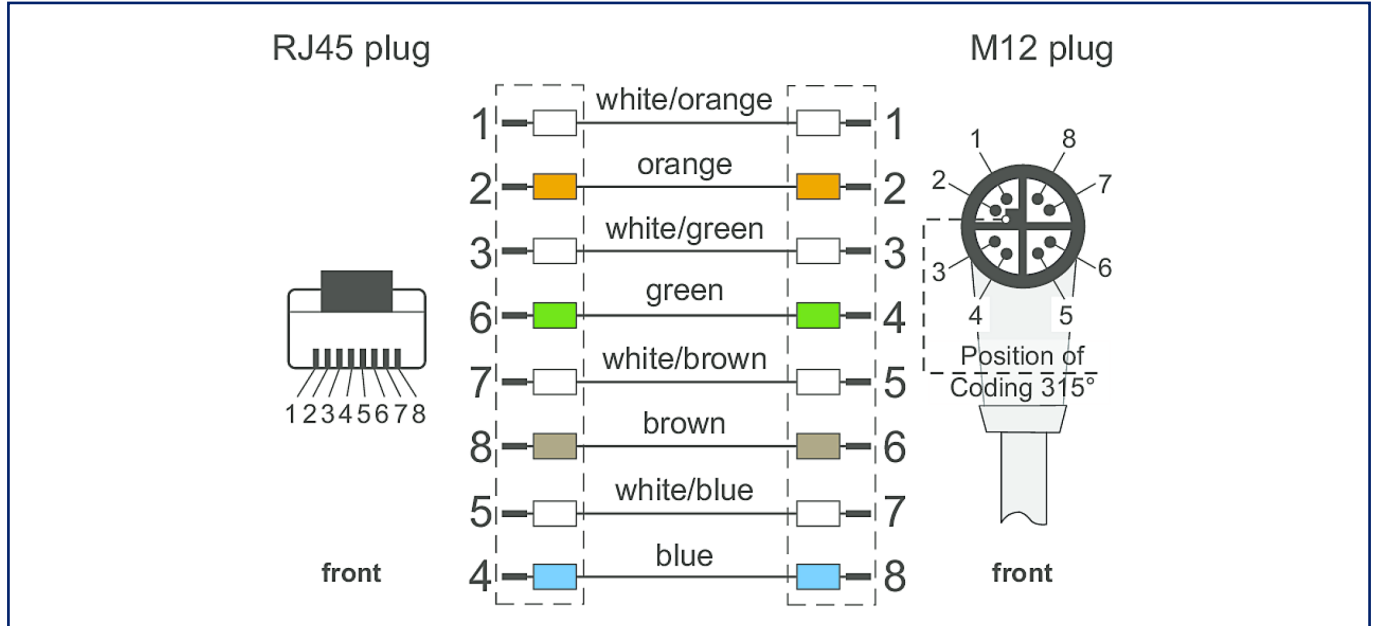 RJ45 plug
M12 plug
1 white/orange 1
2 orange 2
3 white/green 3
6 green 4
7 white/brown 5
8 brown 6
5 white/blue 7
4 blue 8
1 2 3 4 5 6 7 8
1 8
2 7
3 6
4 5
Position of
Coding 315°
front
front